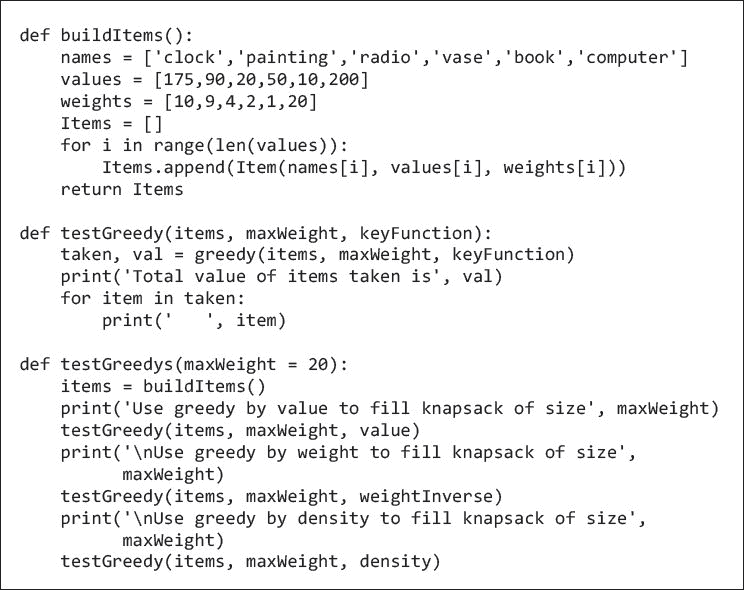 def buildItems():
    names = ['clock','painting','radio','vase','book','computer']
    values = [175,90,20,50,10,200]
    weights = [10,9,4,2,1,20]
    Items = []
    for i in range(len(values)):
        Items.append(Item(names[i], values[i], weights[i]))
    return Items

def testGreedy(items, maxWeight, keyFunction):
    taken, val = greedy(items, maxWeight, keyFunction)
    print('Total value of items taken is', val)
    for item in taken:
        print('   ', item)

def testGreedys(maxWeight = 20):
    items = buildItems()
    print('Use greedy by value to fill knapsack of size', maxWeight)
    testGreedy(items, maxWeight, value)
    print('\nUse greedy by weight to fill knapsack of size',
          maxWeight)
    testGreedy(items, maxWeight, weightInverse)
    print('\nUse greedy by density to fill knapsack of size',
          maxWeight)
    testGreedy(items, maxWeight, density)